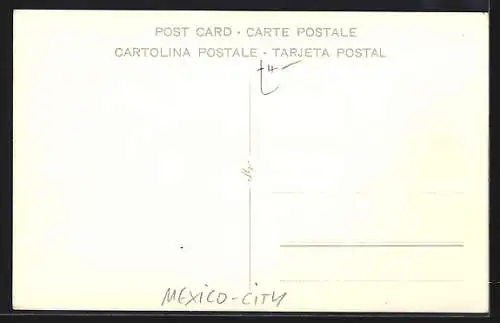 POST CARD · CARTE POSTALE
CARTOLINA POSTALE · TARJETA POSTAL
MEXICO-CITY